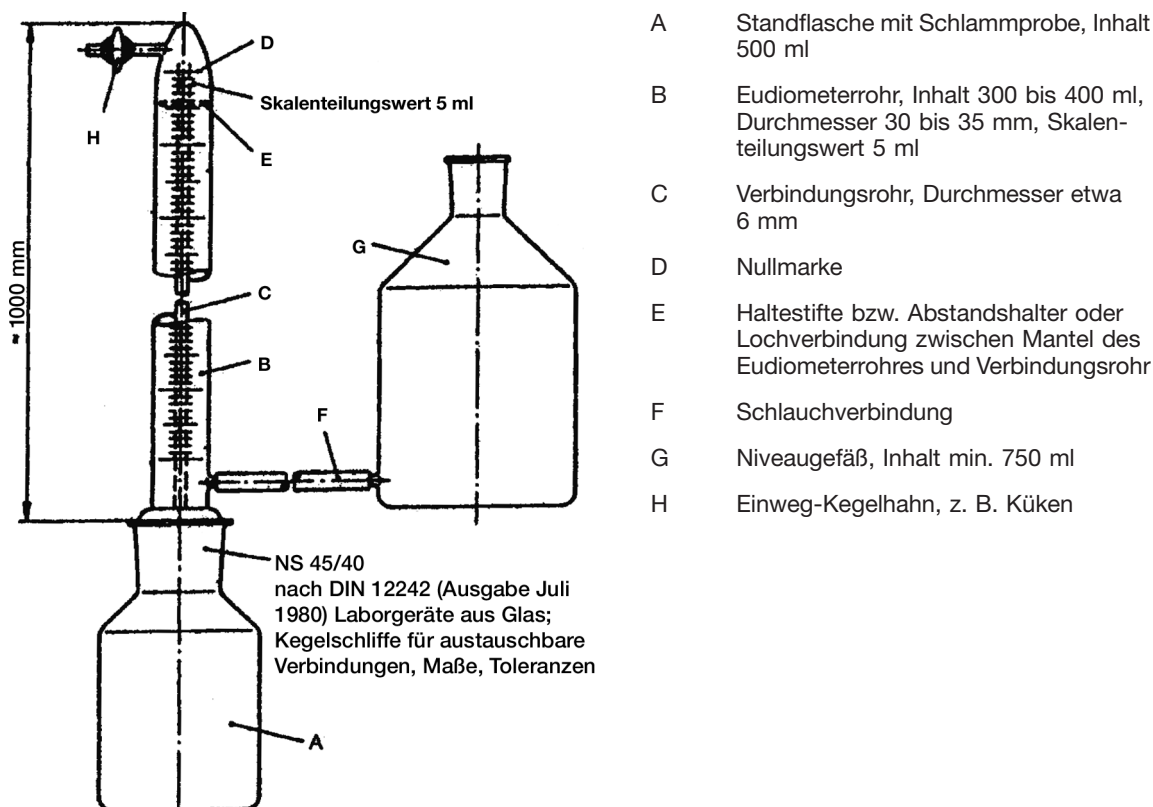 ≈ 1000 mm
D
Skalenteilungswert 5 ml
H
E
G
C
B
F
NS 45/40
nach DIN 12242 (Ausgabe Juli
1980) Laborgeräte aus Glas;
Kegelschliffe für austauschbare
Verbindungen, Maße, Toleranzen
A
A Standflasche mit Schlammprobe, Inhalt
500 ml
B Eudiometerrohr, Inhalt 300 bis 400 ml,
Durchmesser 30 bis 35 mm, Skalen-
teilungswert 5 ml
C Verbindungsrohr, Durchmesser etwa
6 mm
D Nullmarke
E Haltestifte bzw. Abstandshalter oder
Lochverbindung zwischen Mantel des
Eudiometerrohres und Verbindungsrohr
F Schlauchverbindung
G Niveaugefäß, Inhalt min. 750 ml
H Einweg-Kegelhahn, z. B. Küken